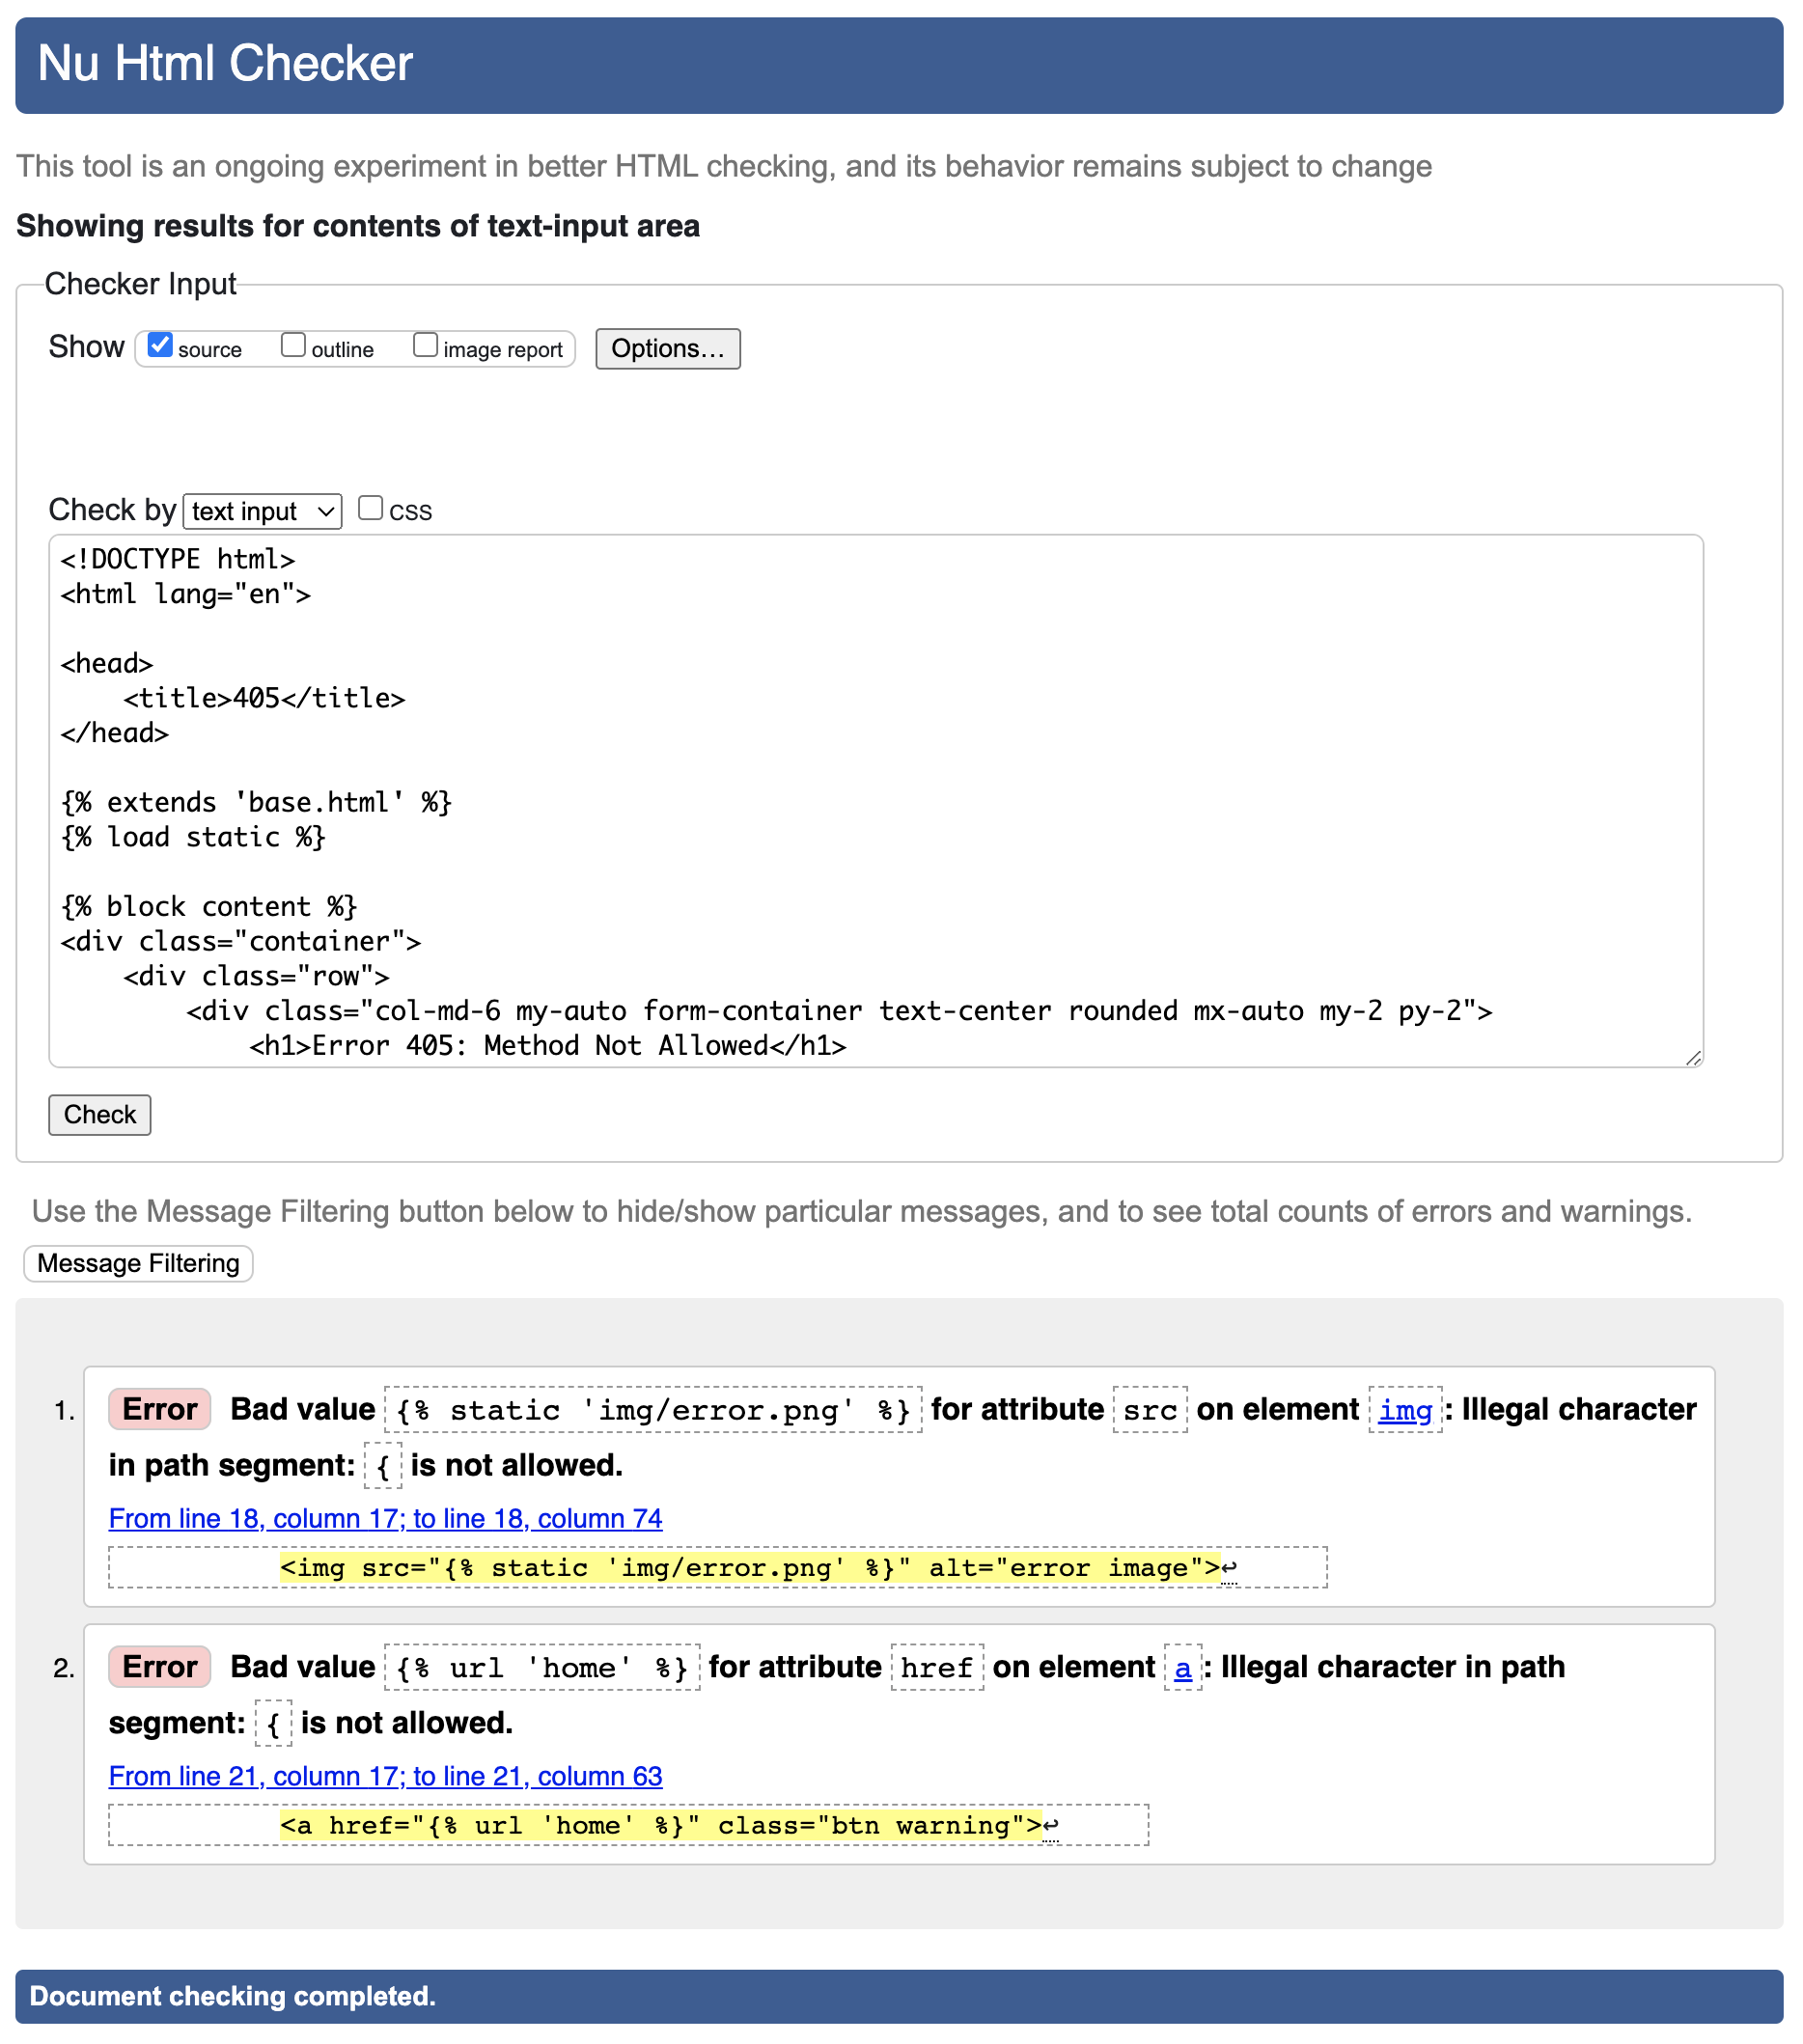 Nu Html Checker
This tool is an ongoing experiment in better HTML checking, and its behavior remains subject to change
Showing results for contents of text-input area
Checker Input
Show source outline image report Options...
Check by text input css
<!DOCTYPE html>
<html lang="en">
<head>
    <title>405</title>
</head>
{% extends 'base.html' %}
{% load static %}
{% block content %}
<div class="container">
    <div class="row">
        <div class="col-md-6 my-auto form-container text-center rounded mx-auto my-2 py-2">
            <h1>Error 405: Method Not Allowed</h1>
Check
Use the Message Filtering button below to hide/show particular messages, and to see total counts of errors and warnings.
Message Filtering
1. Error Bad value {% static 'img/error.png' %} for attribute src on element img: Illegal character
in path segment: { is not allowed.
From line 18, column 17; to line 18, column 74
<img src="{% static 'img/error.png' %}" alt="error image">↩
2. Error Bad value {% url 'home' %} for attribute href on element a: Illegal character in path
segment: { is not allowed.
From line 21, column 17; to line 21, column 63
<a href="{% url 'home' %}" class="btn warning">↩
Document checking completed.